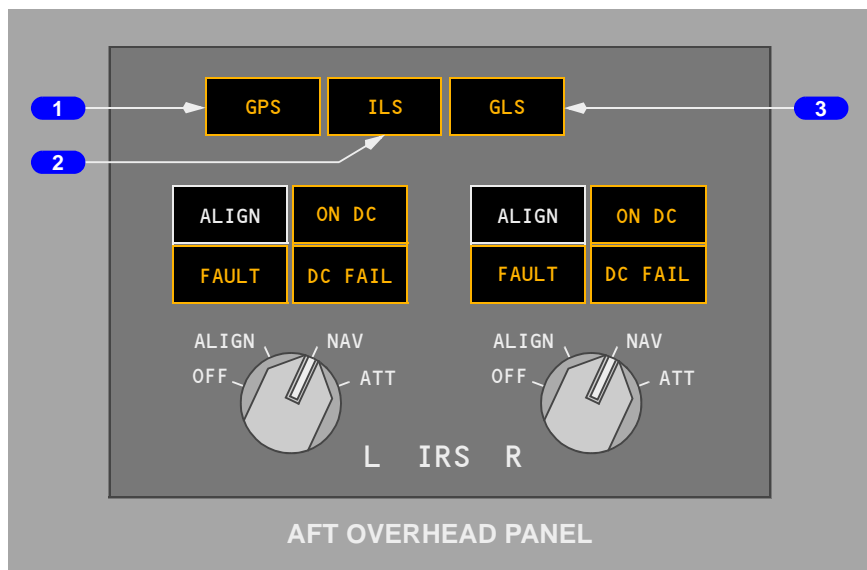 GPS ILS GLS
1 3
2
ALIGN ON DC ALIGN ON DC
FAULT DC FAIL FAULT DC FAIL
ALIGN NAV ALIGN NAV
OFF ATT OFF ATT
L IRS R
AFT OVERHEAD PANEL